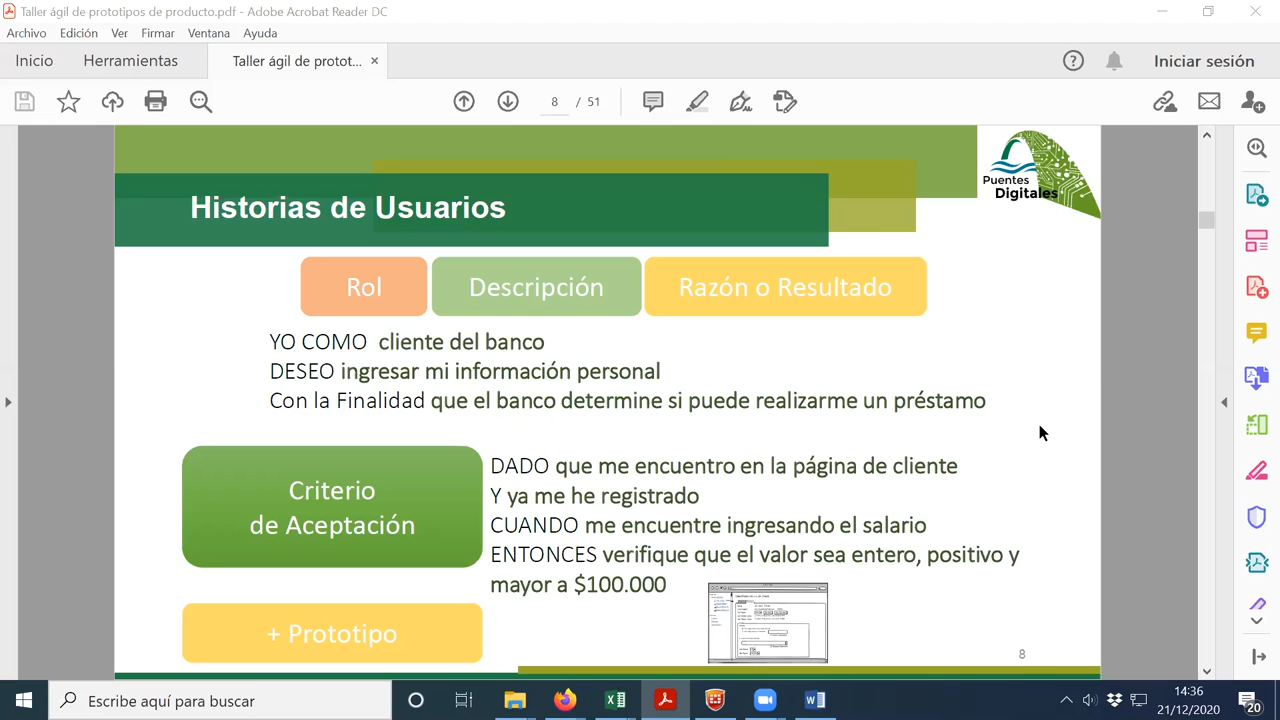 Taller ágil de prototipos de producto.pdf - Adobe Acrobat Reader DC
Archivo Edición Ver Firmar Ventana Ayuda
Inicio Herramientas Taller ágil de protot... Iniciar sesión
8 / 51
Puentes
Digitales
Historias de Usuarios
Rol Descripción Razón o Resultado
YO COMO cliente del banco
DESEO ingresar mi información personal
Con la Finalidad que el banco determine si puede realizarme un préstamo
Criterio
de Aceptación
DADO que me encuentro en la página de cliente
Y ya me he registrado
CUANDO me encuentre ingresando el salario
ENTONCES verifique que el valor sea entero, positivo y
mayor a $100.000
+ Prototipo
8
Escribe aquí para buscar
14:36
21/12/2020
20